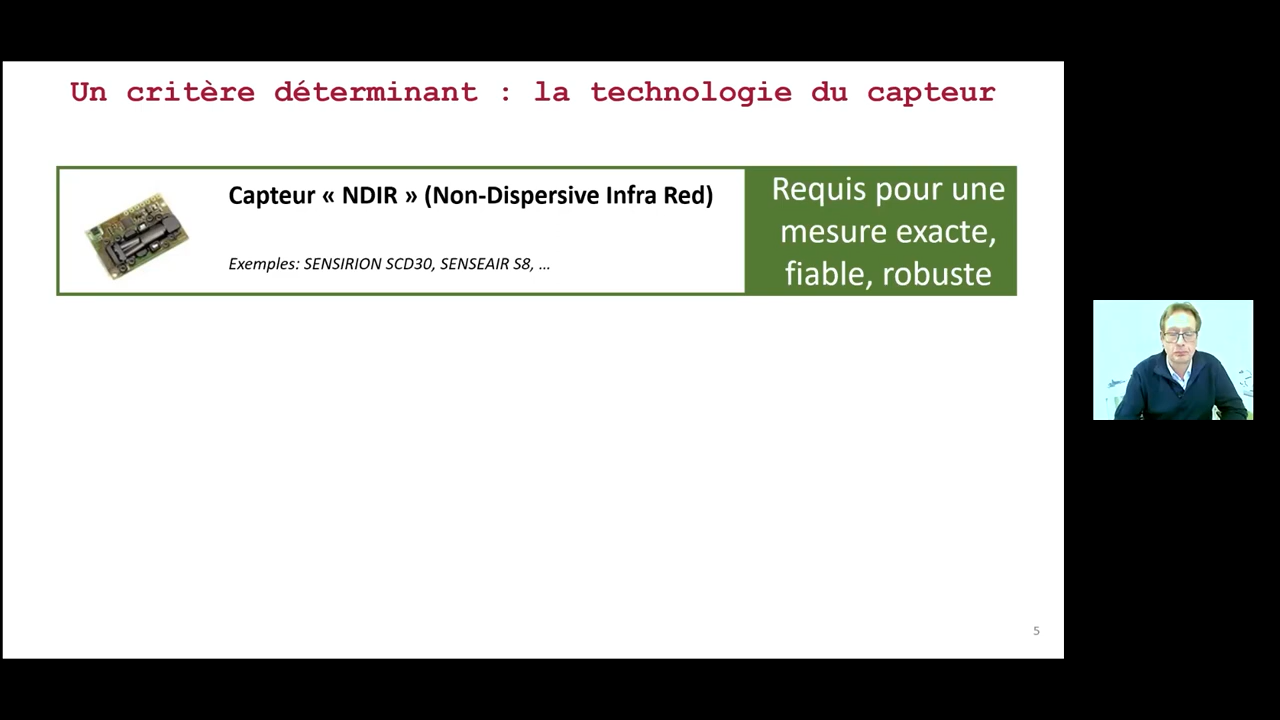 Un critère déterminant : la technologie du capteur
Capteur « NDIR » (Non-Dispersive Infra Red)
Exemples: SENSIRION SCD30, SENSEAIR S8, ...
Requis pour une
mesure exacte,
fiable, robuste
5